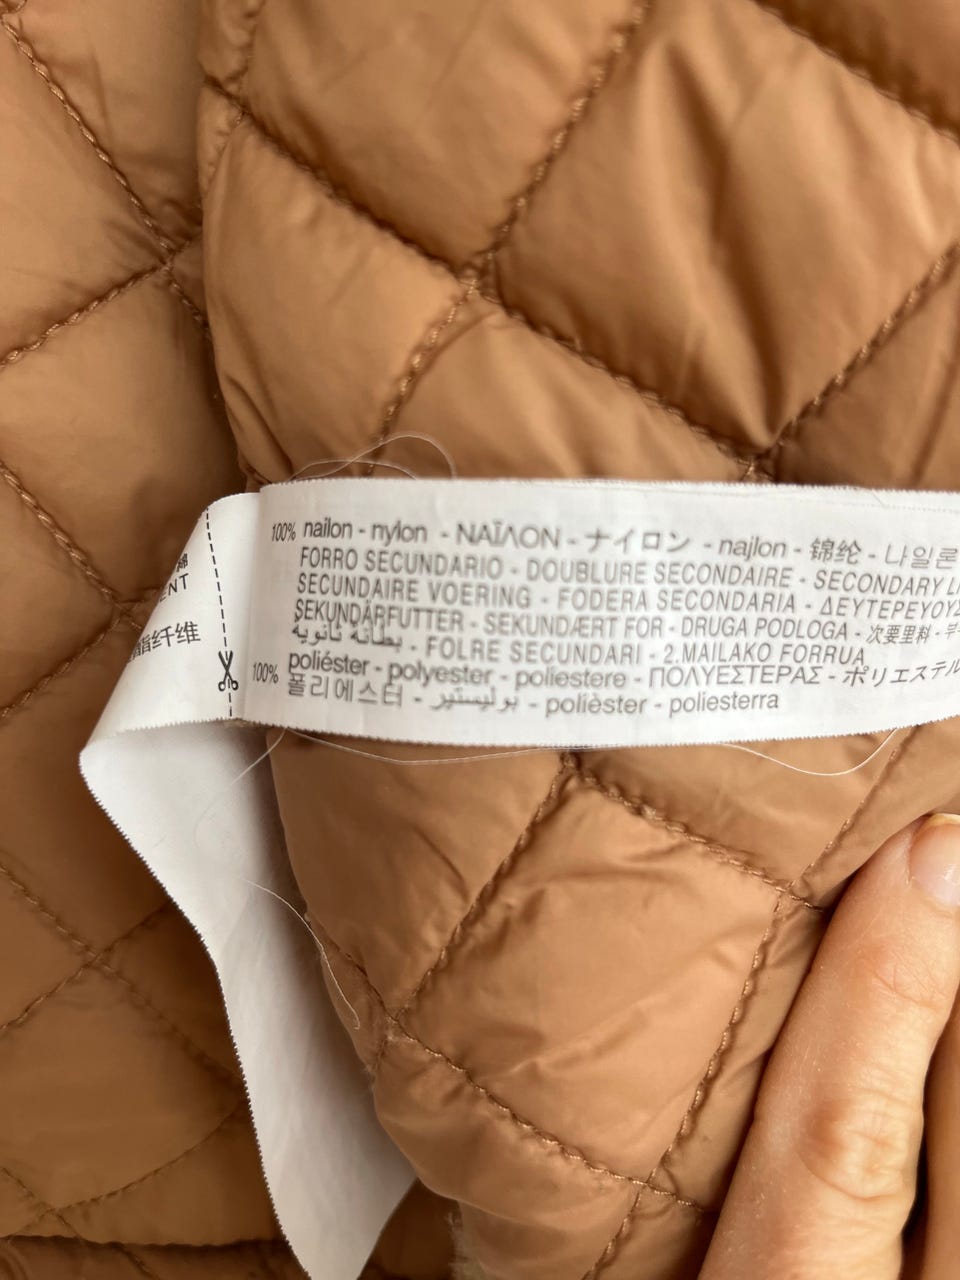 100% nailon - nylon - ΝΑΪΛΟΝ - ナイロン - najlon - 锦纶 - 나일론
FORRO SECUNDARIO - DOUBLURE SECONDAIRE - SECONDARY
SECUNDAIRE VOERING - FODERA SECONDARIA -
SEKUNDÄRFUTTER - SEKUNDÆRT FOR - DRUGA PODLOGA - 次要里料 -
بطانة ثانوية - FOLRE SECUNDARI - 2.MAILAKO FORRUA
100% poliéster - polyester - poliestere - ΠΟΛΥΕΣΤΕΡΑΣ - ポリエステル
폴리에스터 - بوليستير - polièster - poliesterra
纤维